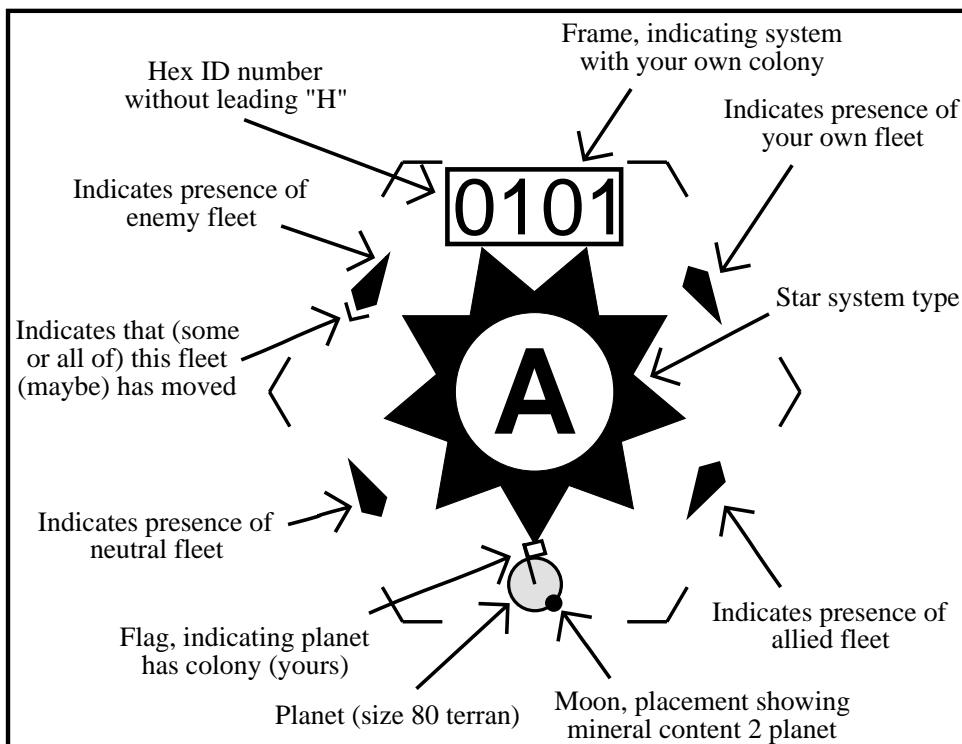 Frame, indicating system
with your own colony
Hex ID number
without leading "H"
Indicates presence of
your own fleet
Indicates presence of
enemy fleet
0101
Star system type
Indicates that (some
or all of) this fleet
(maybe) has moved
A
Indicates presence of
neutral fleet
Indicates presence of
allied fleet
Flag, indicating planet
has colony (yours)
Planet (size 80 terran)
Moon, placement showing
mineral content 2 planet